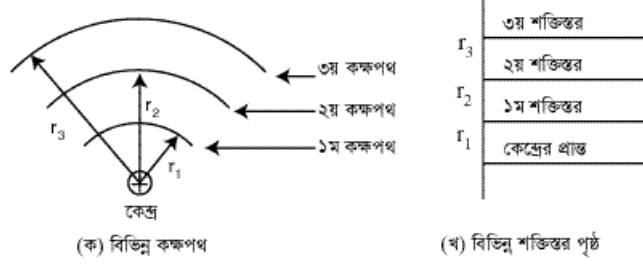 ৩য় কক্ষপথ
২য় কক্ষপথ
১ম কক্ষপথ
r₃
r₂
r₁
+
কেন্দ্র
(ক) বিভিন্ন কক্ষপথ
৩য় শক্তিস্তর
r₃
২য় শক্তিস্তর
r₂
১ম শক্তিস্তর
r₁
কেন্দ্রের প্রান্ত
(খ) বিভিন্ন শক্তিস্তর পৃষ্ঠ